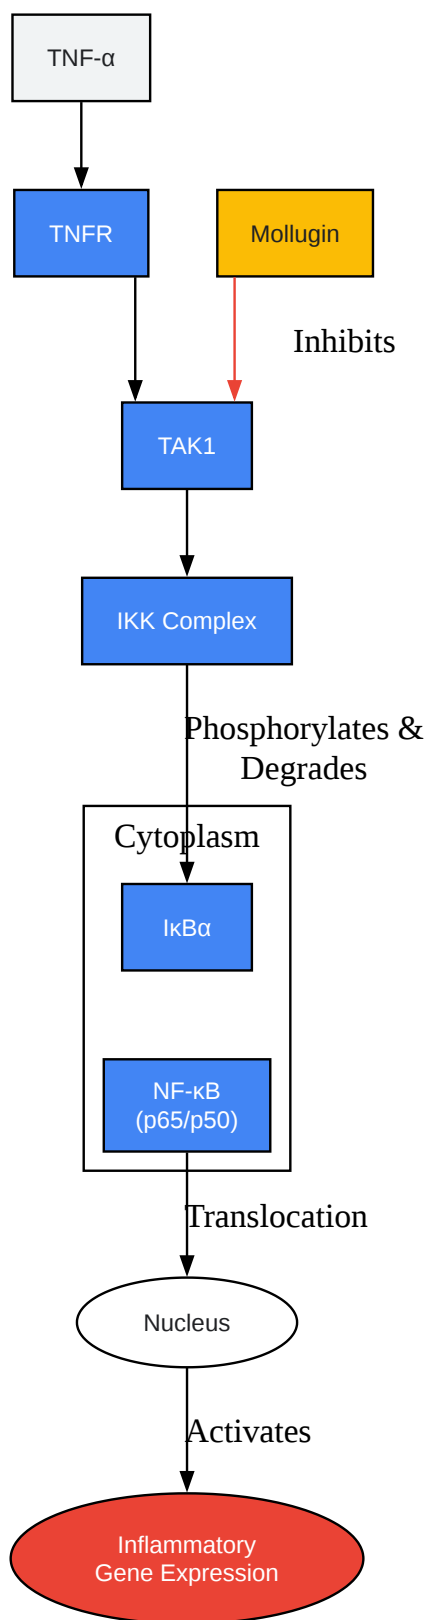 TNF-α
TNFR
Mollugin
Inhibits
TAK1
IKK Complex
Phosphorylates &
Degrades
Cytoplasm
IκBα
NF-κB
(p65/p50)
Translocation
Nucleus
Activates
Inflammatory
Gene Expression